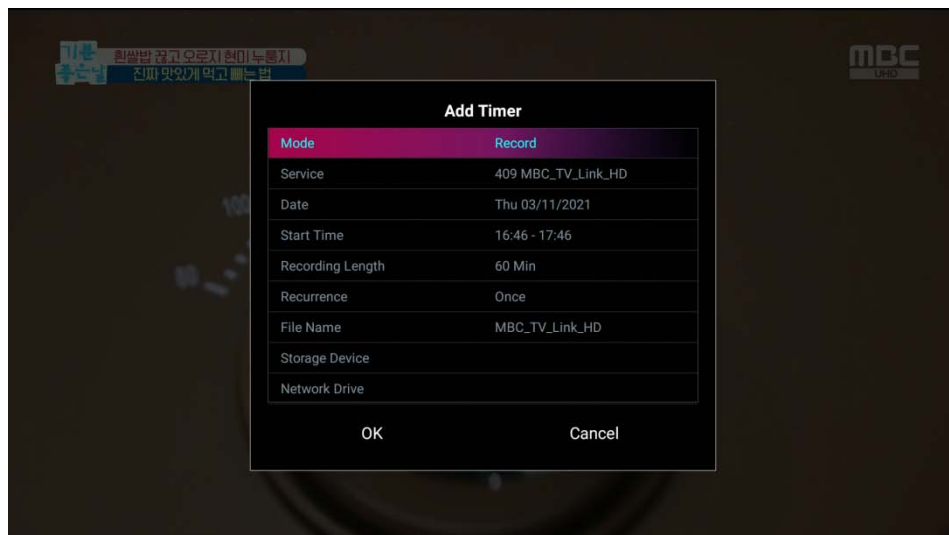 기분 좋은날
흰쌀밥 끊고 오로지 현미 누룽지
진짜 맛있게 먹고 빼는 법
MBC
UHD
Add Timer
Mode Record
Service 409 MBC_TV_Link_HD
Date Thu 03/11/2021
Start Time 16:46 - 17:46
Recording Length 60 Min
Recurrence Once
File Name MBC_TV_Link_HD
Storage Device
Network Drive
OK Cancel
100
80